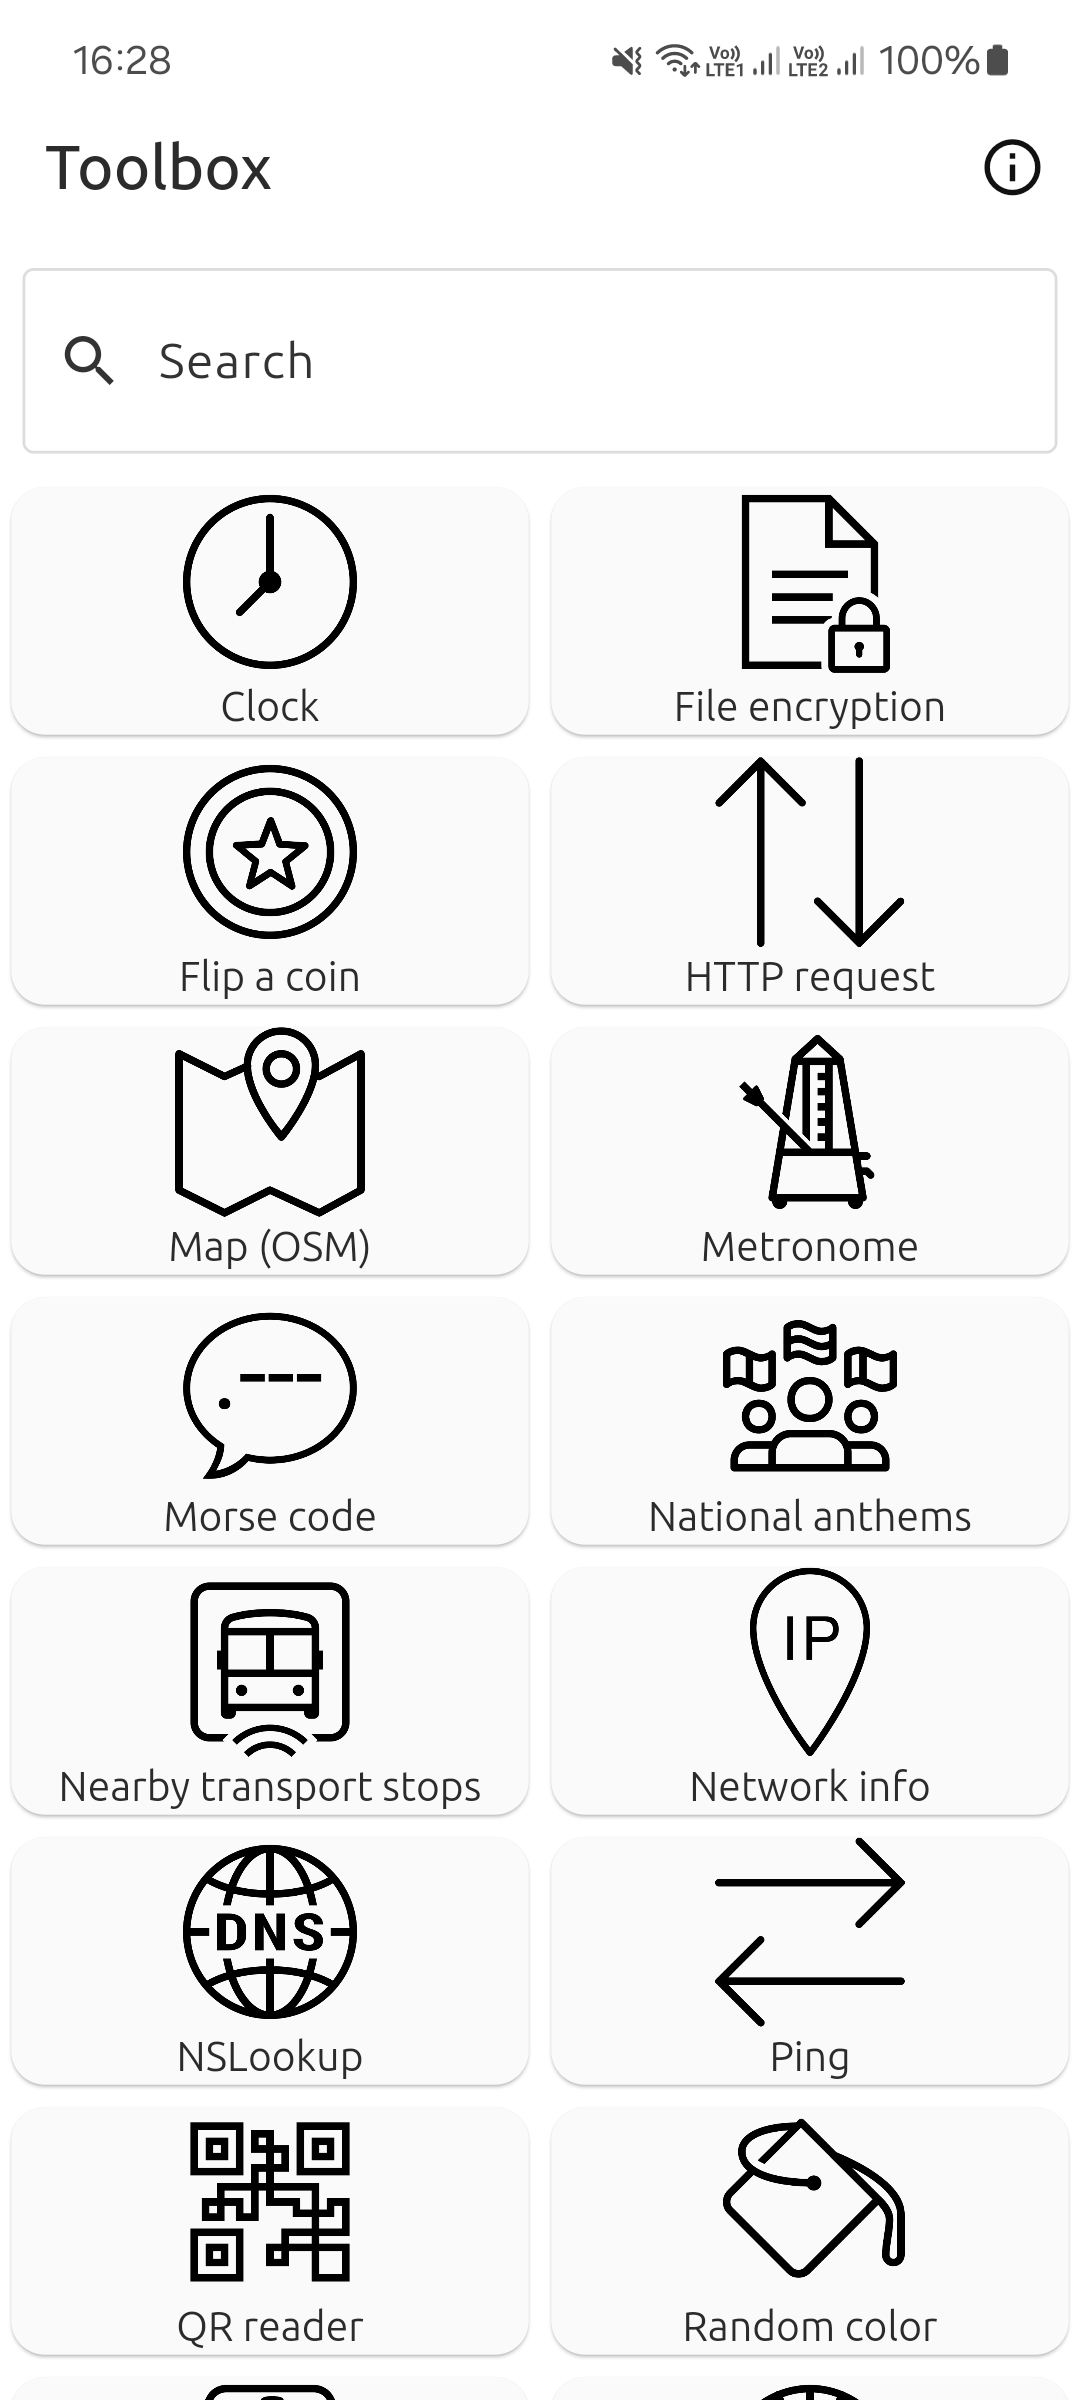 16:28 Vo)) LTE1 Vo)) LTE2 100%
Toolbox
Search
Clock
File encryption
Flip a coin
HTTP request
Map (OSM)
Metronome
Morse code
National anthems
Nearby transport stops
IP
Network info
DNS
NSLookup
Ping
QR reader
Random color